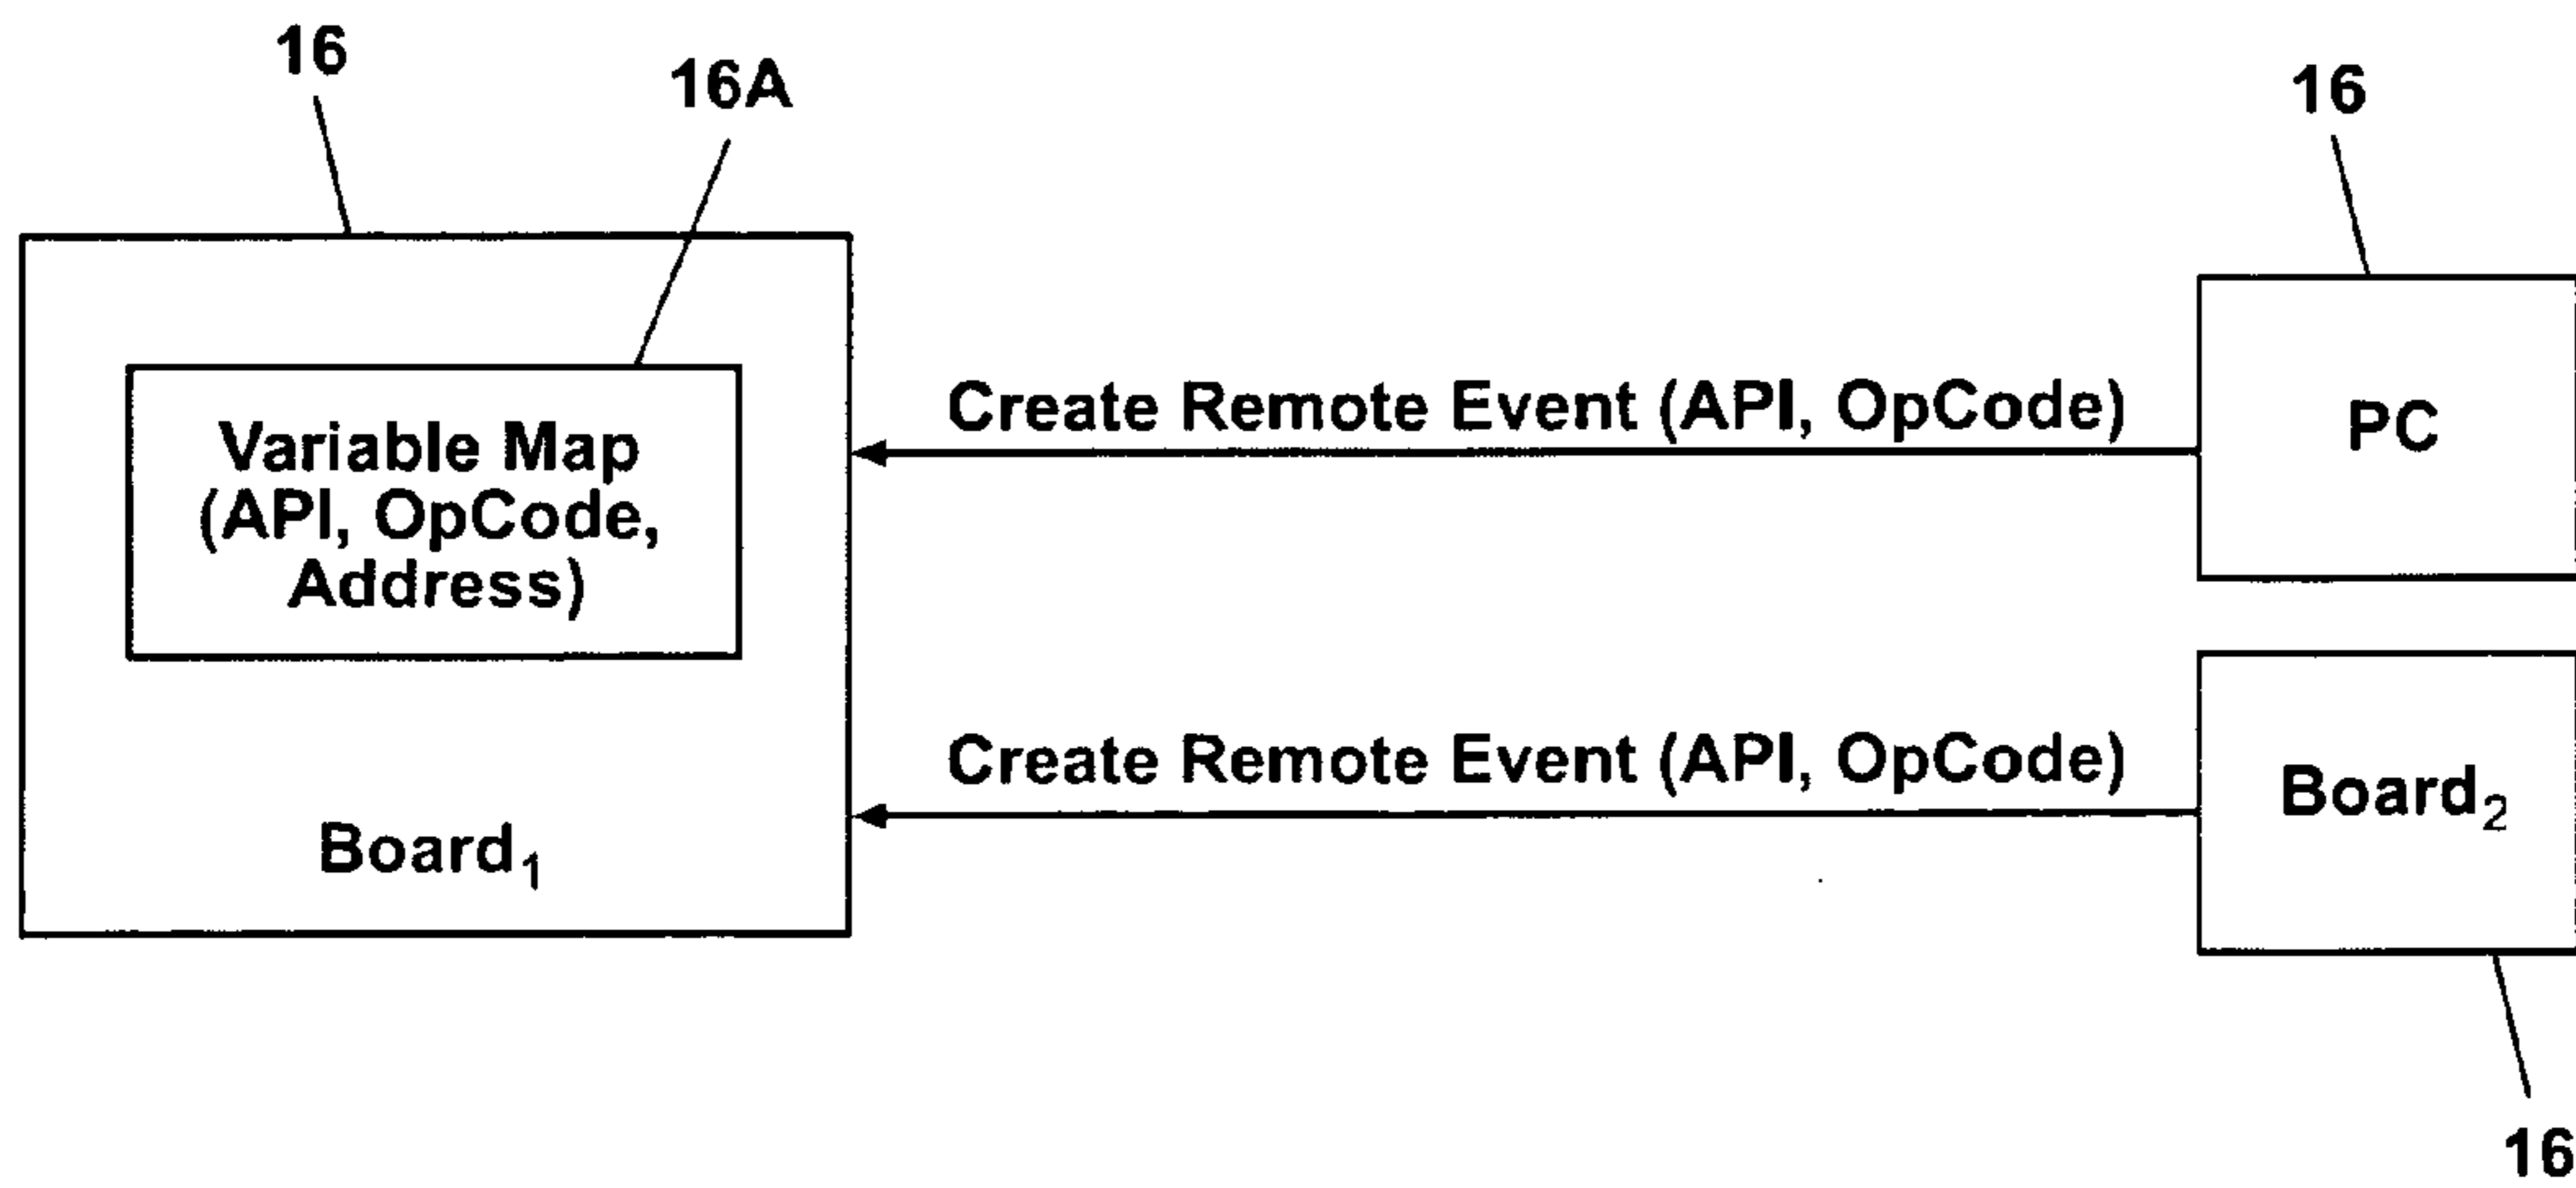 16
16A
16
Create Remote Event (API, OpCode)
PC
Variable Map
(API, OpCode,
Address)
Create Remote Event (API, OpCode)
Board₂
Board₁
16